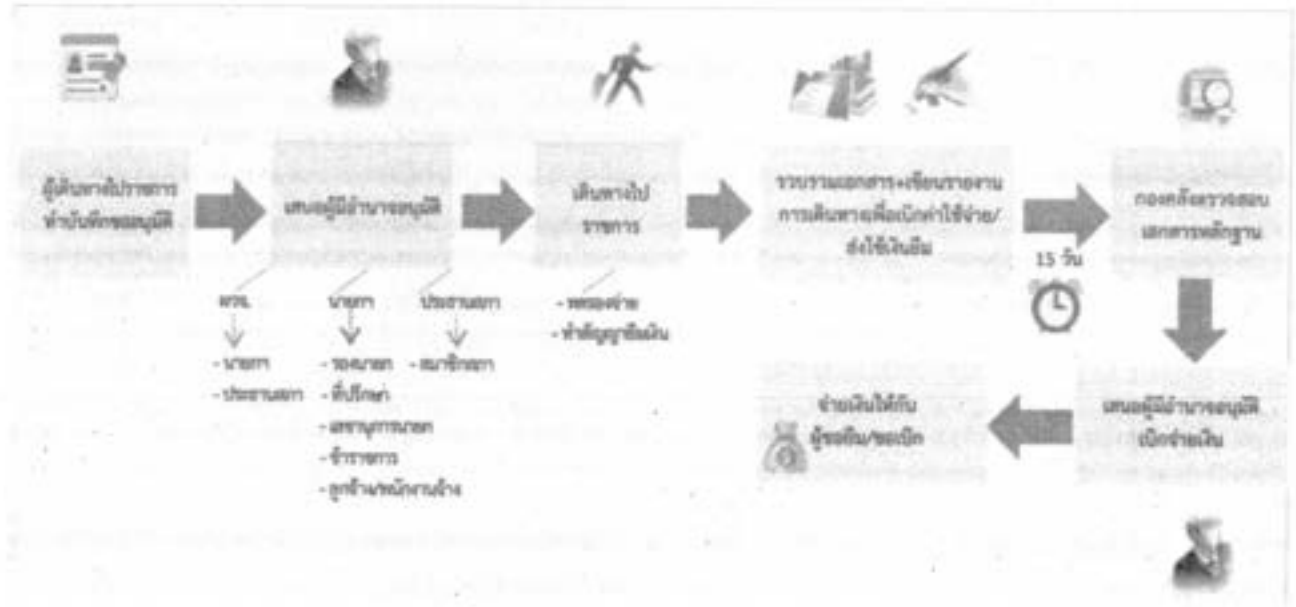 ผู้เดินทางไปราชการ
ทำบันทึกขออนุมัติ
เสนอผู้มีอำนาจอนุมัติ
เดินทางไป
ราชการ
รวบรวมเอกสาร+เขียนรายงาน
การเดินทางเพื่อเบิกค่าใช้จ่าย/
ส่งใช้เงินยืม
15 วัน
กองคลังตรวจสอบ
เอกสารหลักฐาน
ผวจ.
นายกฯ
ประธานสภา
- ทดรองจ่าย
- ทำสัญญายืมเงิน
- นายกฯ
- ประธานสภา
- รองนายก
- ที่ปรึกษา
- เลขานุการนายก
- ข้าราชการ
- ลูกจ้าง/พนักงานจ้าง
- สมาชิกสภา
จ่ายเงินให้กับ
ผู้ขอยืม/ขอเบิก
เสนอผู้มีอำนาจอนุมัติ
เบิกจ่ายเงิน